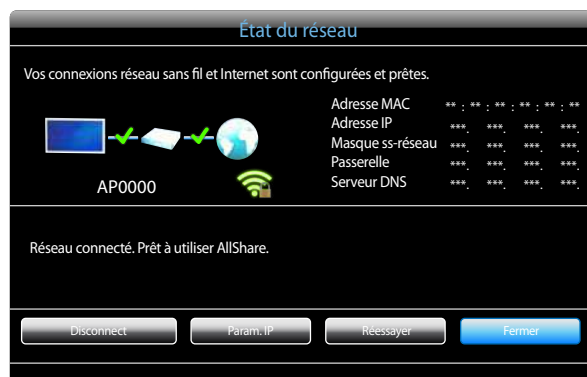 État du réseau
Vos connexions réseau sans fil et Internet sont configurées et prêtes.
Adresse MAC ** : ** : ** : ** : ** : **
Adresse IP ***. ***. ***. ***.
Masque ss-réseau ***. ***. ***. ***.
Passerelle ***. ***. ***. ***.
Serveur DNS ***. ***. ***. ***.
AP0000
Réseau connecté. Prêt à utiliser AllShare.
Disconnect Param. IP Réessayer Fermer